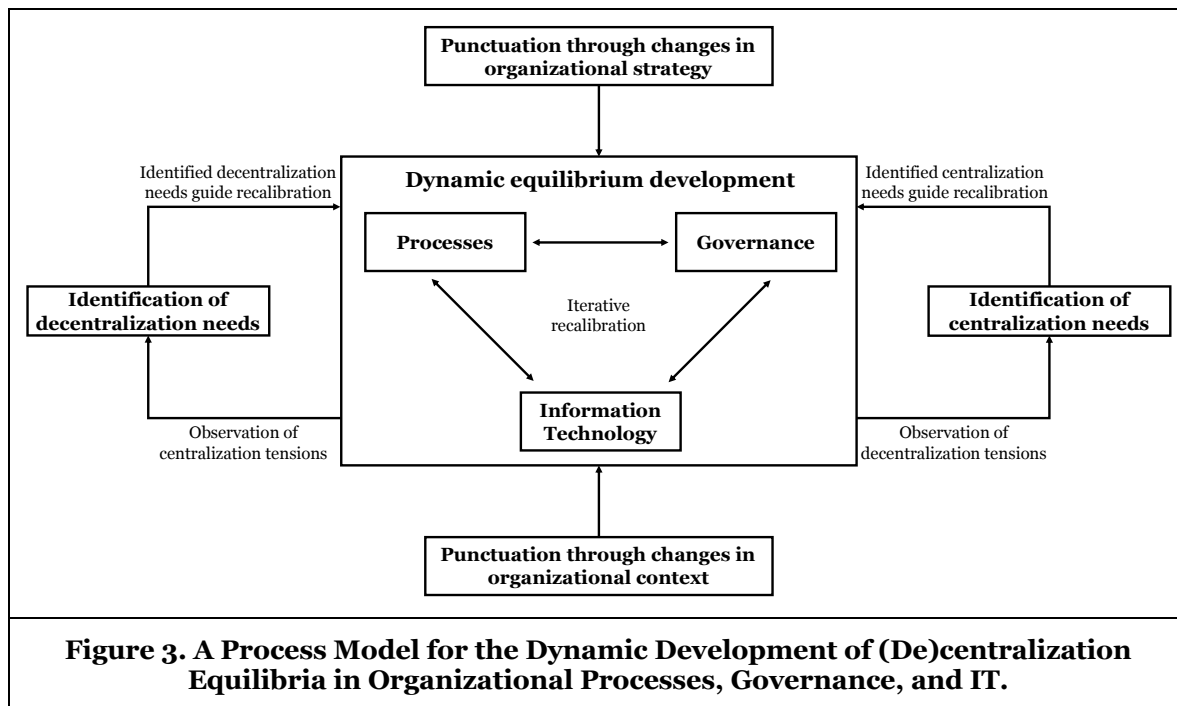 Punctuation through changes in
organizational strategy
Identified decentralization
needs guide recalibration
Dynamic equilibrium development
Identified centralization
needs guide recalibration
Processes
Governance
Identification of
decentralization needs
Iterative
recalibration
Identification of
centralization needs
Information
Technology
Observation of
centralization tensions
Observation of
decentralization tensions
Punctuation through changes in
organizational context
Figure 3. A Process Model for the Dynamic Development of (De)centralization
Equilibria in Organizational Processes, Governance, and IT.